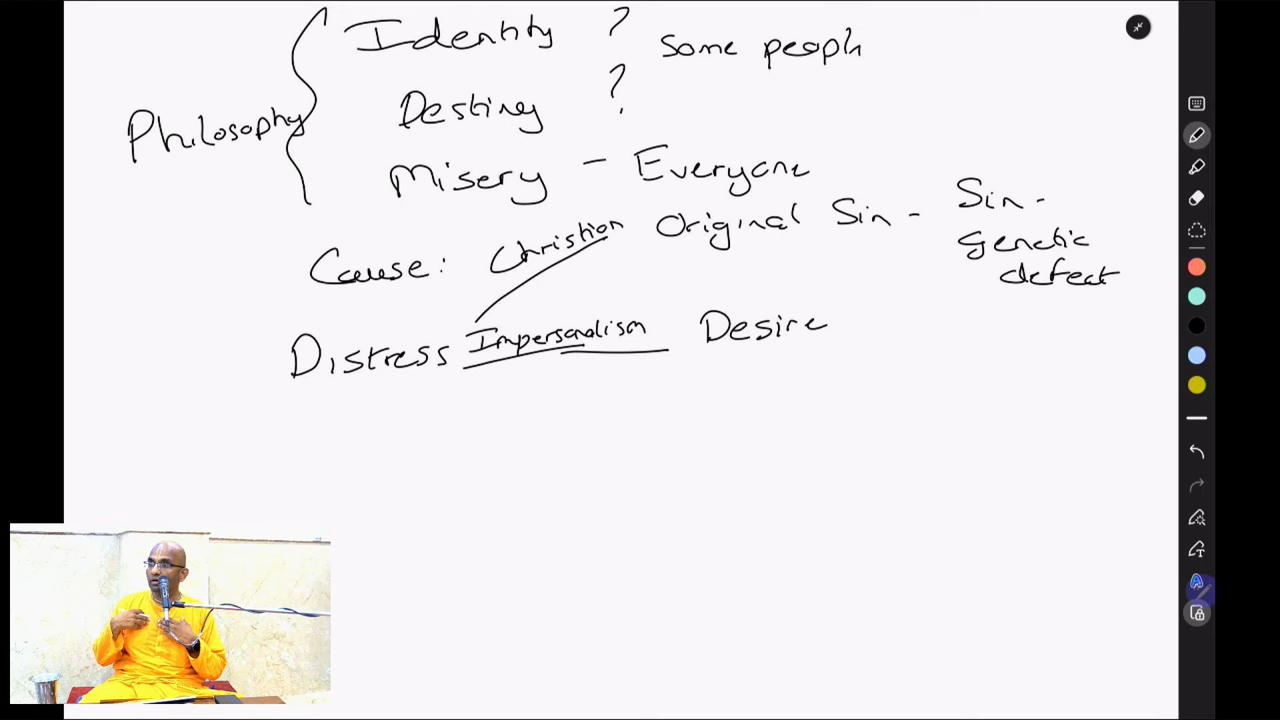 Identity ? some people
Philosophy { Destiny ?
Misery - Everyone
Cause: Christian Original Sin - Sin - genetic defect
Distress Impersonalism Desire